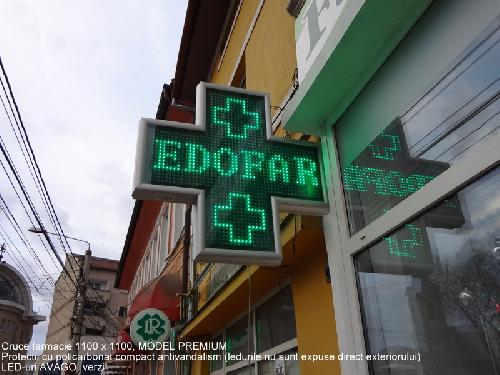 EDOFAR
Cruce farmacie 1100 x 1100, MODEL PREMIUM
Protectii cu policarbonat compact antivandalism (ledurile nu sunt expuse direct exteriorului)
LED-uri AVAGO, verzi